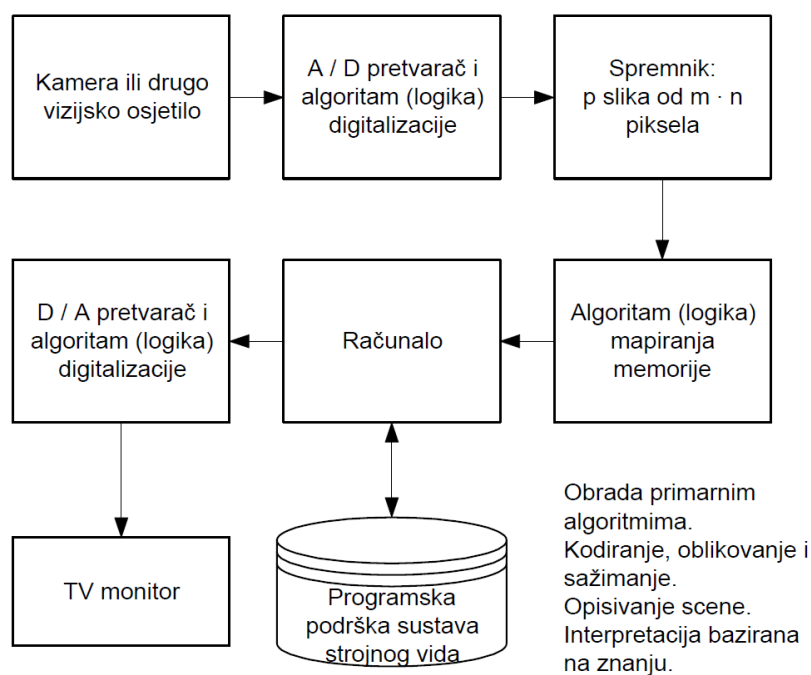 Kamera ili drugo
vizijsko osjetilo
A / D pretvarač i
algoritam (logika)
digitalizacije
Spremnik:
p slika od m · n
piksela
D / A pretvarač i
algoritam (logika)
digitalizacije
Računalo
Algoritam (logika)
mapiranja
memorije
TV monitor
Programska
podrška sustava
strojnog vida
Obrada primarnim
algoritmima.
Kodiranje, oblikovanje i
sažimanje.
Opisivanje scene.
Interpretacija bazirana
na znanju.